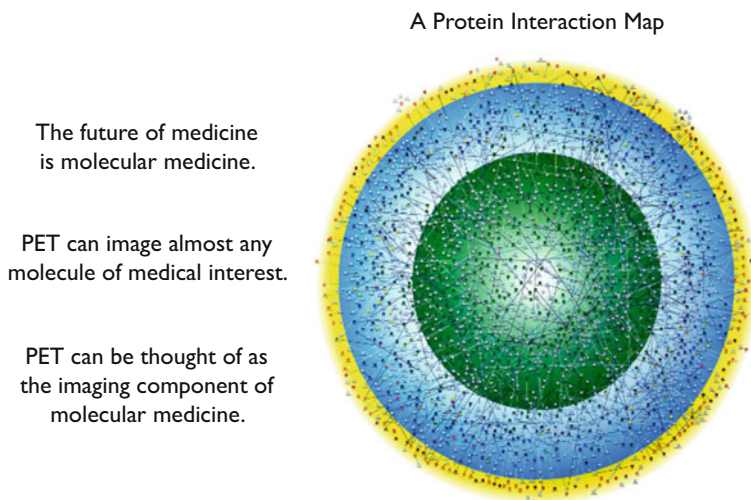 A Protein Interaction Map
The future of medicine
is molecular medicine.
PET can image almost any
molecule of medical interest.
PET can be thought of as
the imaging component of
molecular medicine.